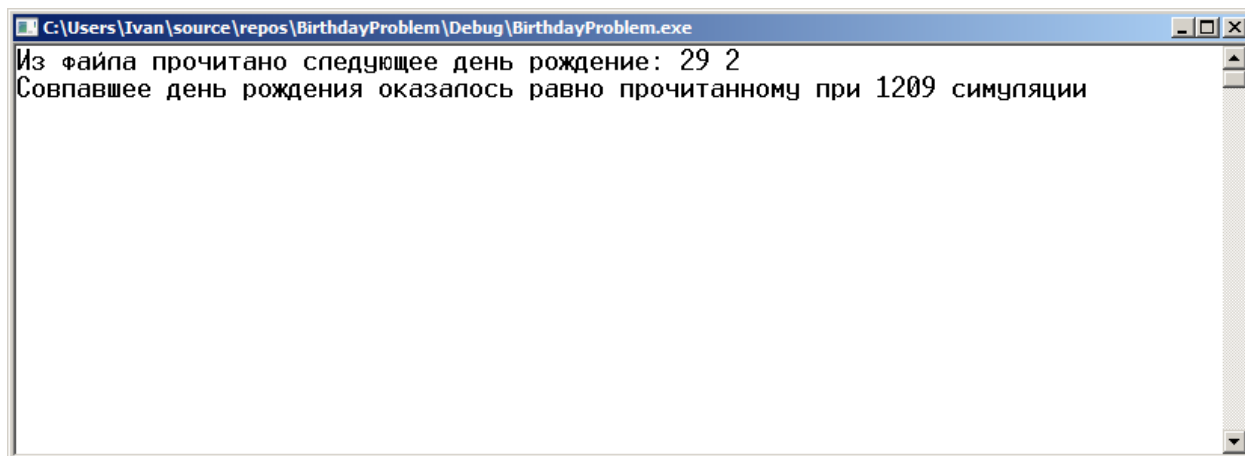 C:\Users\Ivan\source\repos\BirthdayProblem\Debug\BirthdayProblem.exe
Из файла прочитано следующее день рождение: 29 2
Совпавшее день рождения оказалось равно прочитанному при 1209 симуляции